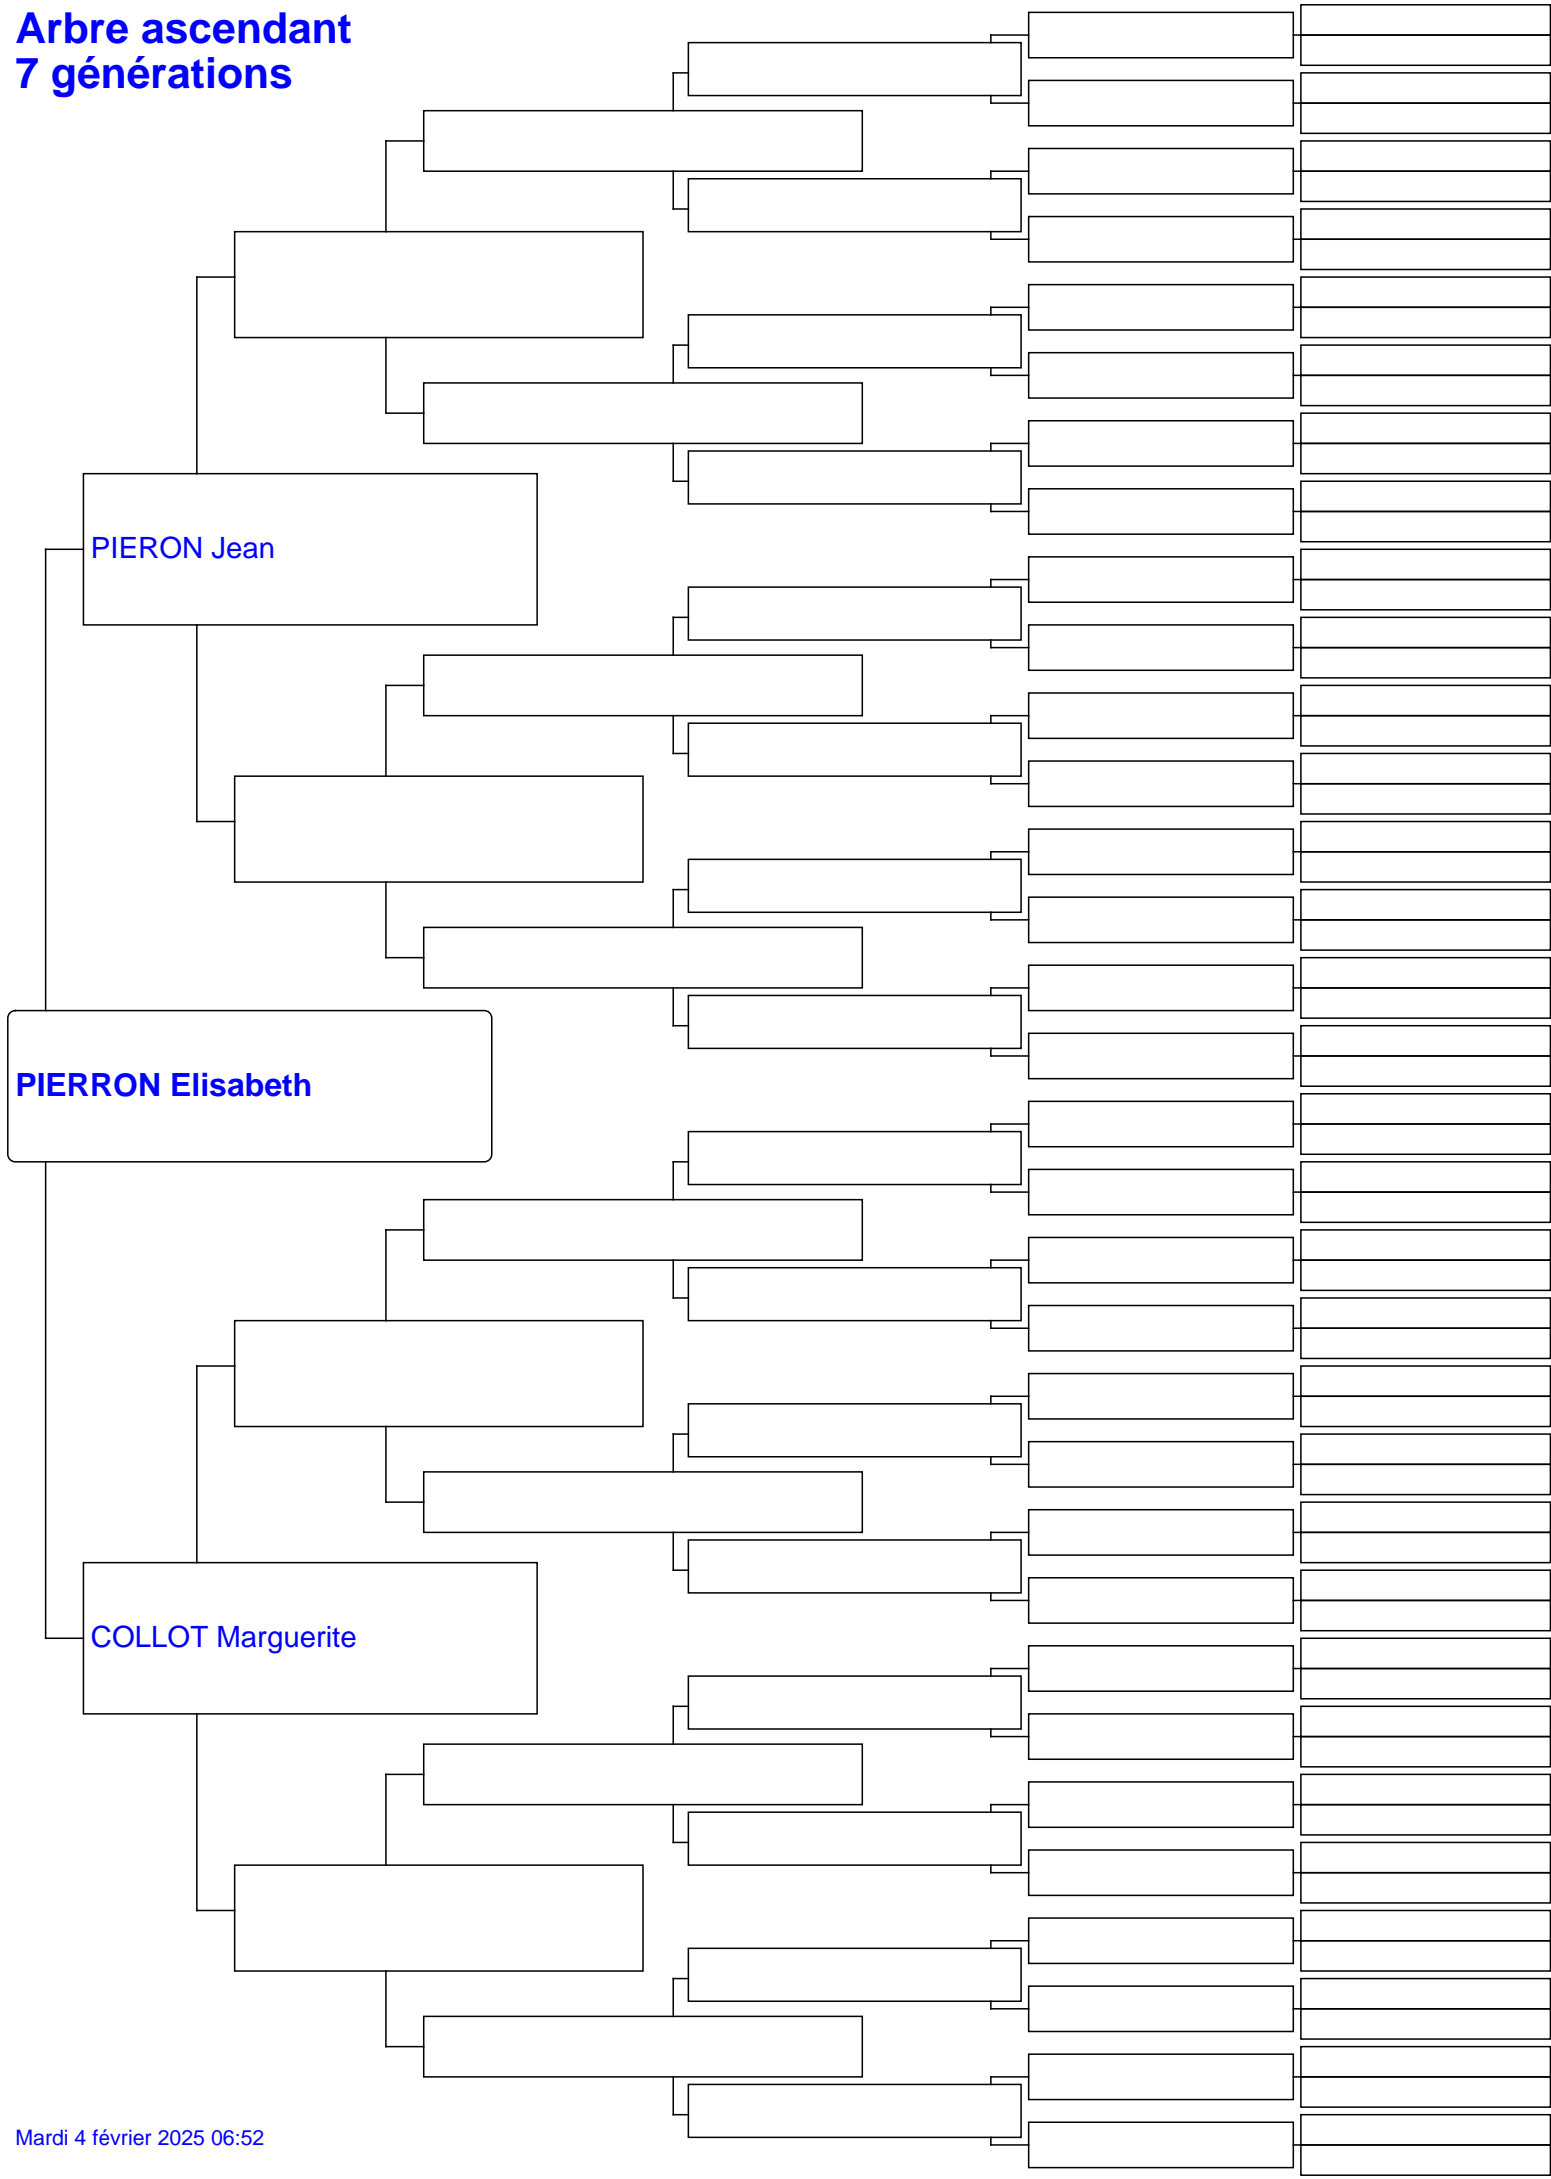 Arbre ascendant
7 générations
PIERON Jean
PIERRON Elisabeth
COLLOT Marguerite
Mardi 4 février 2025 06:52